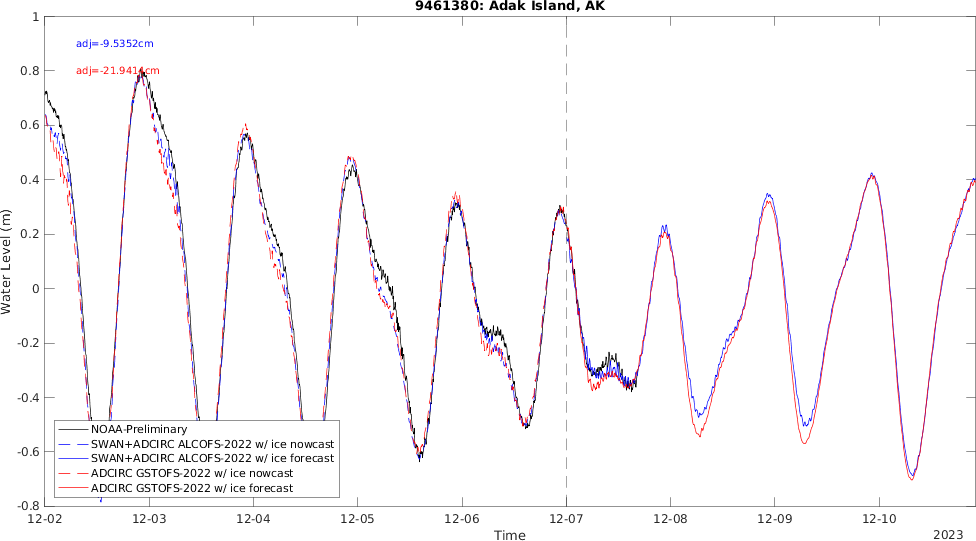 9461380: Adak Island, AK
adj=-9.5352cm
adj=-21.9414cm
Water Level (m)
1
0.8
0.6
0.4
0.2
0
-0.2
-0.4
-0.6
-0.8
NOAA-Preliminary
SWAN+ADCIRC ALCOFS-2022 w/ ice nowcast
SWAN+ADCIRC ALCOFS-2022 w/ ice forecast
ADCIRC GSTOFS-2022 w/ ice nowcast
ADCIRC GSTOFS-2022 w/ ice forecast
12-02 12-03 12-04 12-05 12-06 12-07 12-08 12-09 12-10
Time
2023